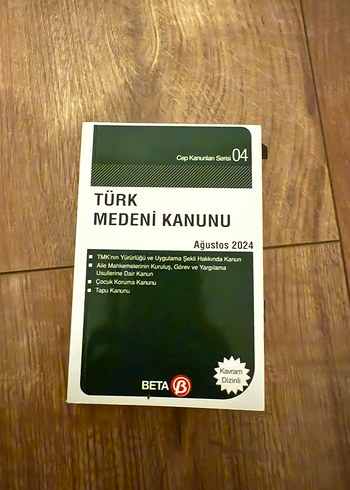 Cep Kanunları Serisi 04
TÜRK
MEDENİ KANUNU
Ağustos 2024
TMK'nın Yürürlüğü ve Uygulama Şekli Hakkında Kanun
Aile Mahkemelerinin Kuruluş, Görev ve Yargılama
Usullerine Dair Kanun
Çocuk Koruma Kanunu
Tapu Kanunu
Kavram
Dizinli
BETA B